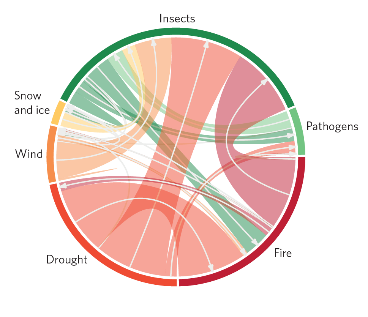 Insects
Snow
and ice
Pathogens
Wind
Drought
Fire